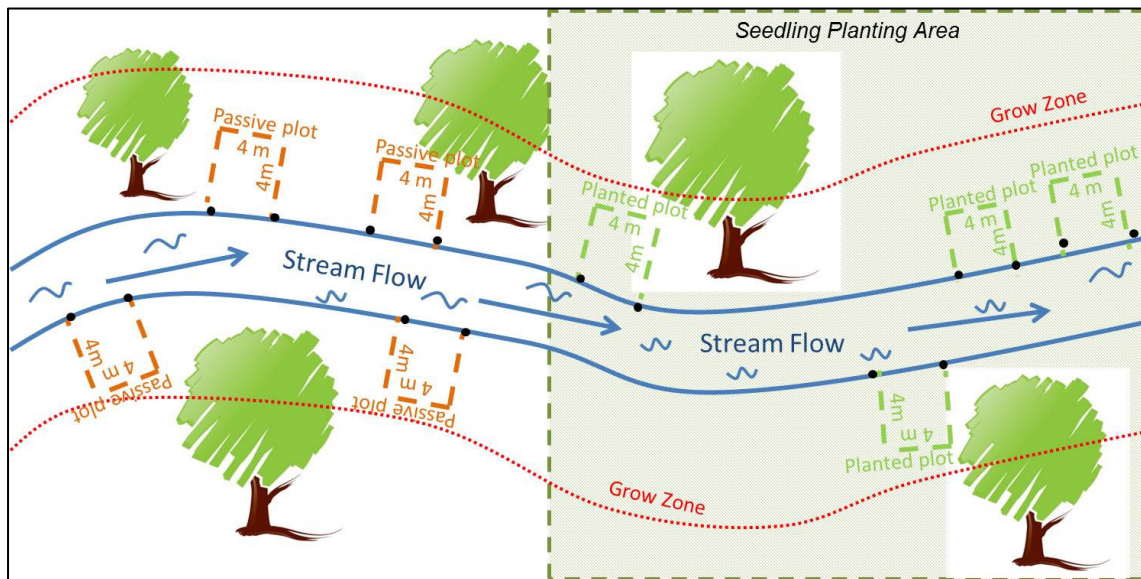 Seedling Planting Area
Grow Zone
Passive plot
4 m
4m
Passive plot
4 m
4m
Planted plot
4 m
4m
Planted plot
4 m
4m
Planted plot
4 m
4m
Stream Flow
Stream Flow
4m
4 m
Passive plot
4m
4 m
Passive plot
4m
4 m
Planted plot
Grow Zone